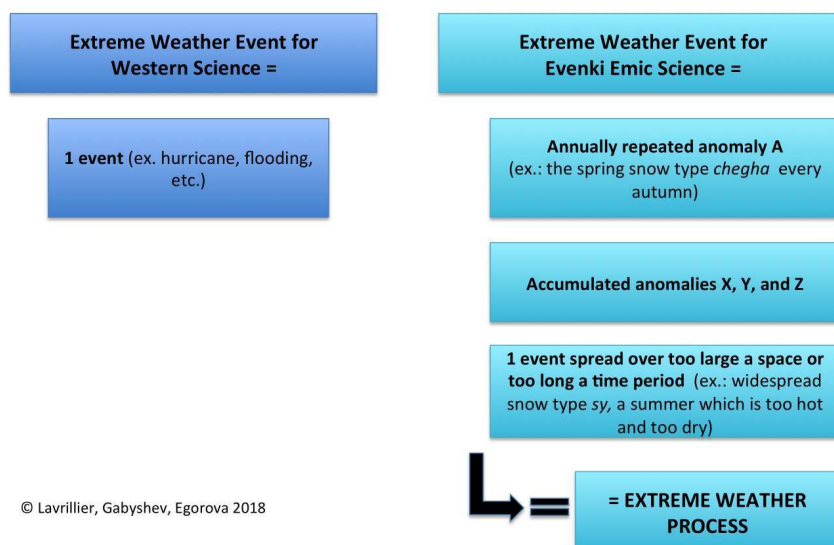 Extreme Weather Event for
Western Science =
1 event (ex. hurricane, flooding,
etc.)
Extreme Weather Event for
Evenki Emic Science =
Annually repeated anomaly A
(ex.: the spring snow type chegha every
autumn)
Accumulated anomalies X, Y, and Z
1 event spread over too large a space or
too long a time period (ex.: widespread
snow type sy, a summer which is too hot
and too dry)
= EXTREME WEATHER
PROCESS
© Lavrillier, Gabyshev, Egorova 2018